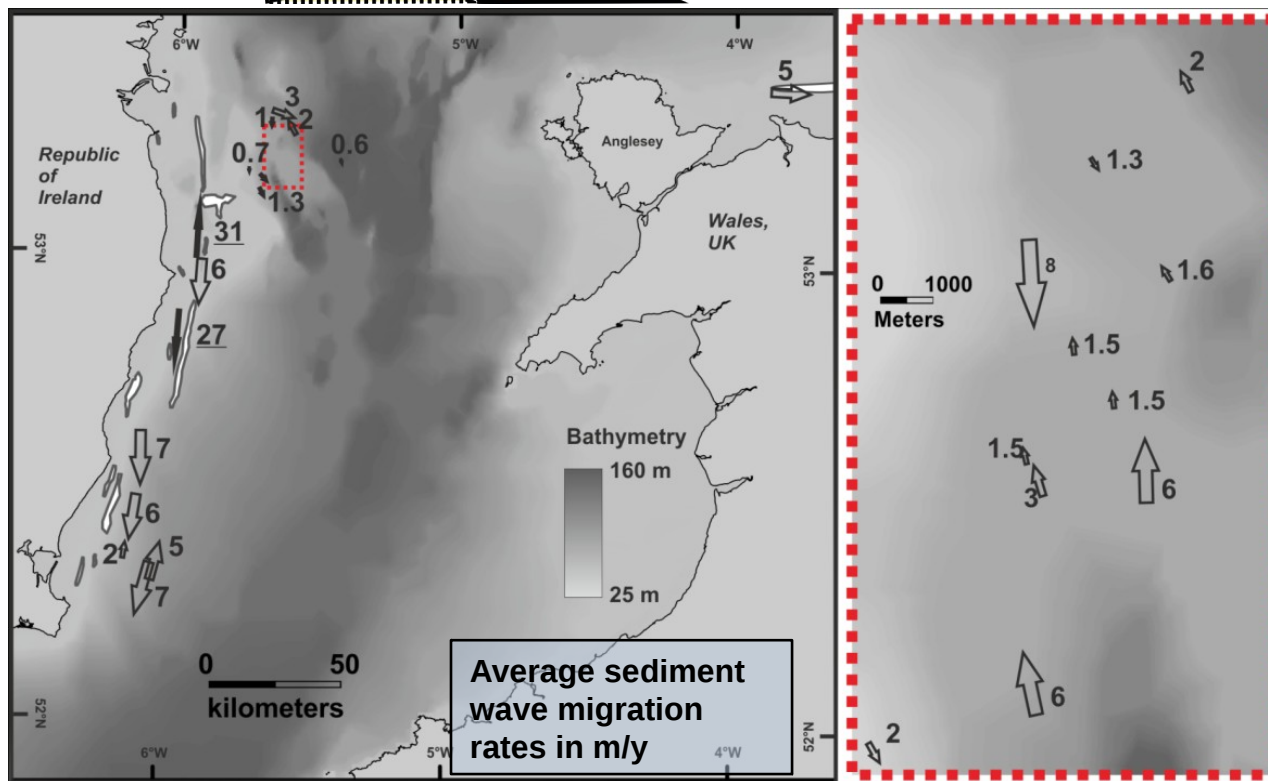 6°W
5°W
4°W
5
3
1
2
0.7
0.6
1.3
Anglesey
Republic
of
Ireland
Wales,
UK
31
6
27
53°N
53°N
Bathymetry
160 m
25 m
7
6
2
5
7
0 50
kilometers
Average sediment
wave migration
rates in m/y
52°N
52°N
6°W
5°W
4°W
2
1.3
8
0 1000
Meters
1.6
1.5
1.5
1.5
3
6
6
2